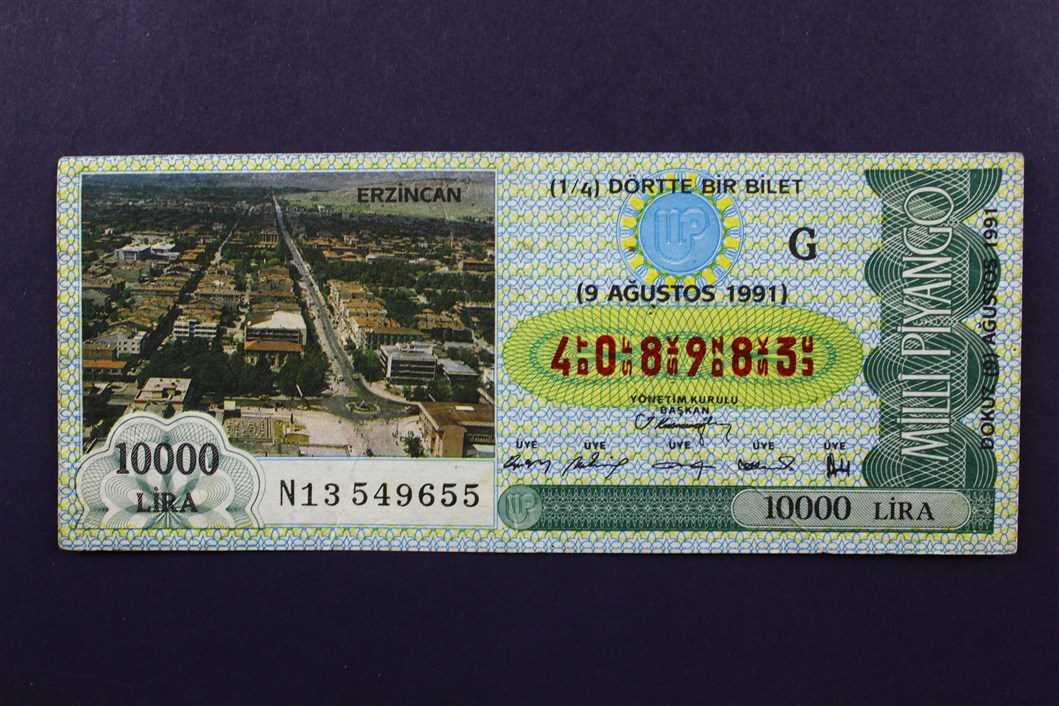 ERZİNCAN
10000
LİRA
N13 549655
(1/4) DÖRTTE BİR BİLET
G
(9 AĞUSTOS 1991)
408983
YÖNETİM KURULU
BAŞKAN
ÜYE ÜYE ÜYE ÜYE ÜYE
10000 LİRA
MİLLİ PİYANGO
DOKUZ (9) AĞUSTOS 1991